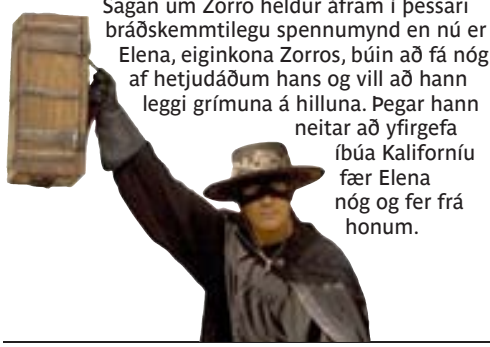 Sagan um Zorro heldur áfram í þessari
bráðskemmtilegu spennumynd en nú er
Elena, eiginkona Zorros, búin að fá nóg
af hetjudáðum hans og vill að hann
leggi grímuna á hilluna. Þegar hann
neitar að yfirgefa
íbúa Kaliforníu
fær Elena
nóg og fer frá
honum.